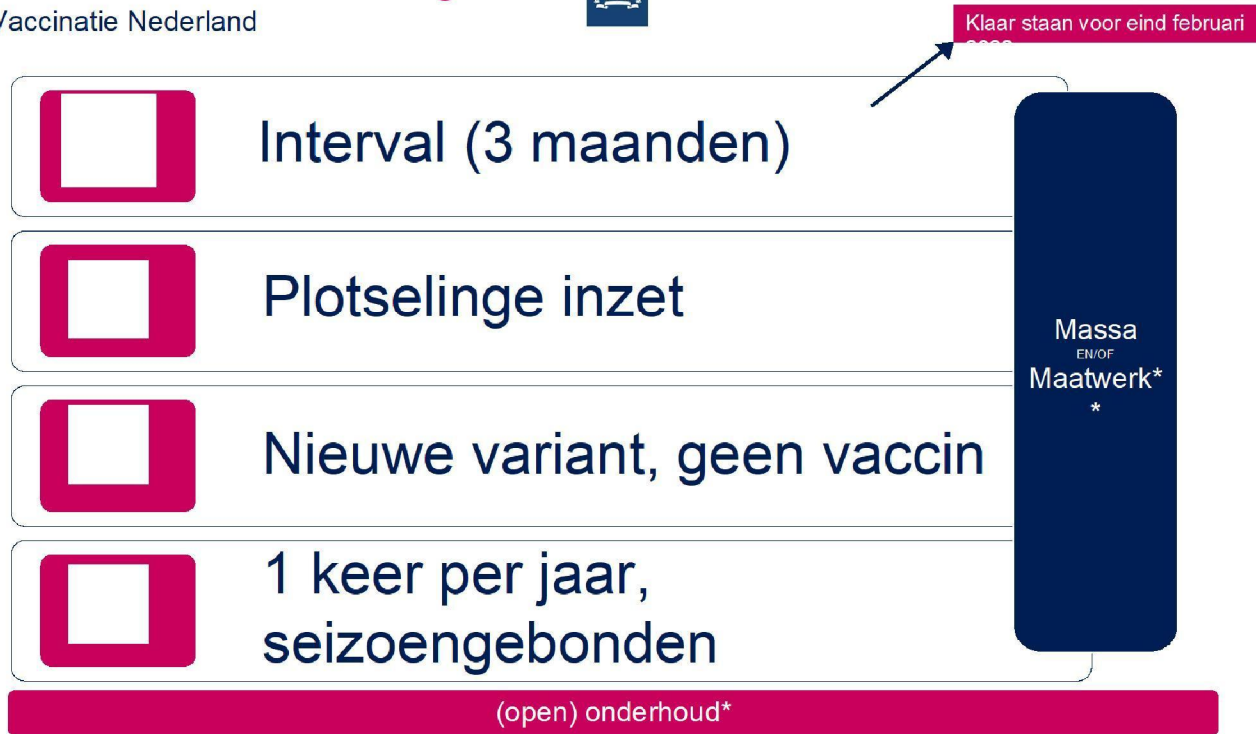 Vaccinatie Nederland
Klaar staan voor eind februari
Interval (3 maanden)
Plotselinge inzet
Nieuwe variant, geen vaccin
1 keer per jaar,
seizoengebonden
Massa
EN/OF
Maatwerk*
*
(open) onderhoud*